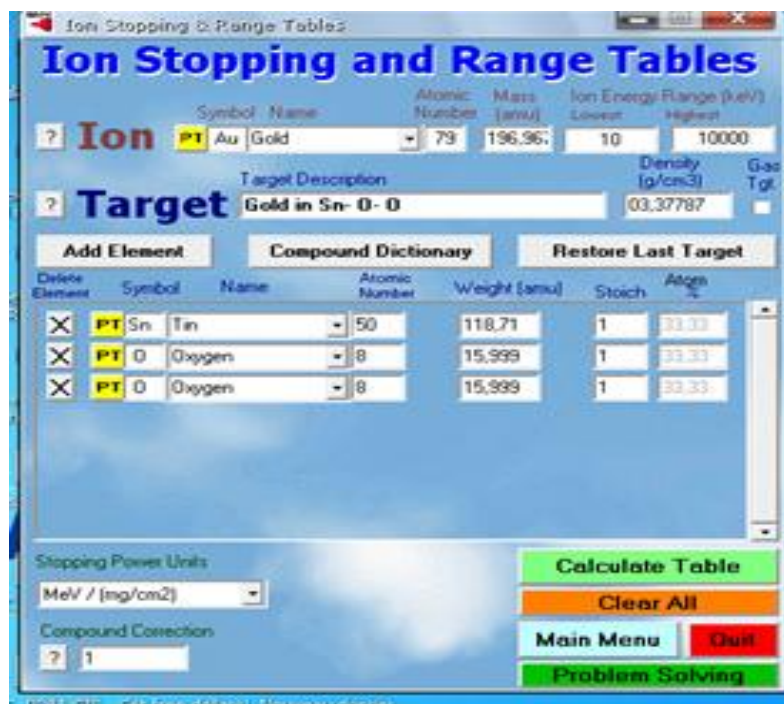 Ion Stopping & Range Tables
Ion Stopping and Range Tables
Symbol Name Atomic Number Mass (amu) Ion Energy Range (keV) Lowest Highest
? Ion PT Au Gold 79 196,96 10 10000
Target Description Density (g/cm3) Gas Tgt
? Target Gold in Sn- O- O 03,37787
Add Element Compound Dictionary Restore Last Target
Delete Element Symbol Name Atomic Number Weight (amu) Stoich Atom %
X PT Sn Tin 50 118,71 1 33,33
X PT O Oxygen 8 15,999 1 33,33
X PT O Oxygen 8 15,999 1 33,33
Stopping Power Units
MeV / (mg/cm2)
Calculate Table
Clear All
Compound Correction
? 1
Main Menu Quit
Problem Solving